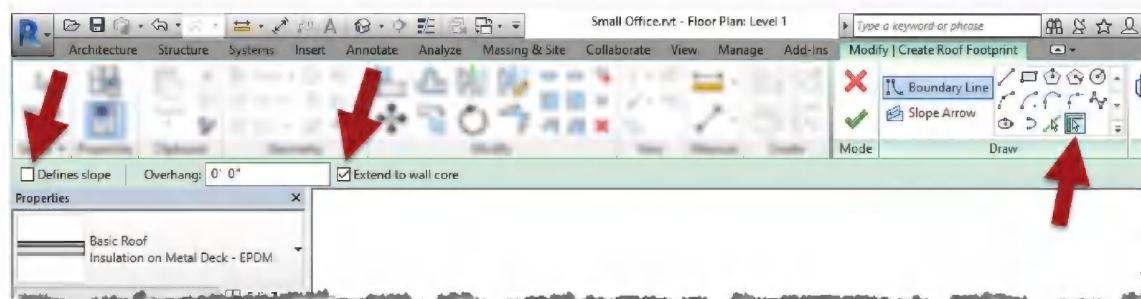 Small Office.rvt - Floor Plan: Level 1
Type a keyword or phrase
Architecture Structure Systems Insert Annotate Analyze Massing & Site Collaborate View Manage Add-Ins Modify | Create Roof Footprint
Boundary Line
Slope Arrow
Mode Draw
Defines slope Overhang: 0' 0" Extend to wall core
Properties
Basic Roof
Insulation on Metal Deck - EPDM